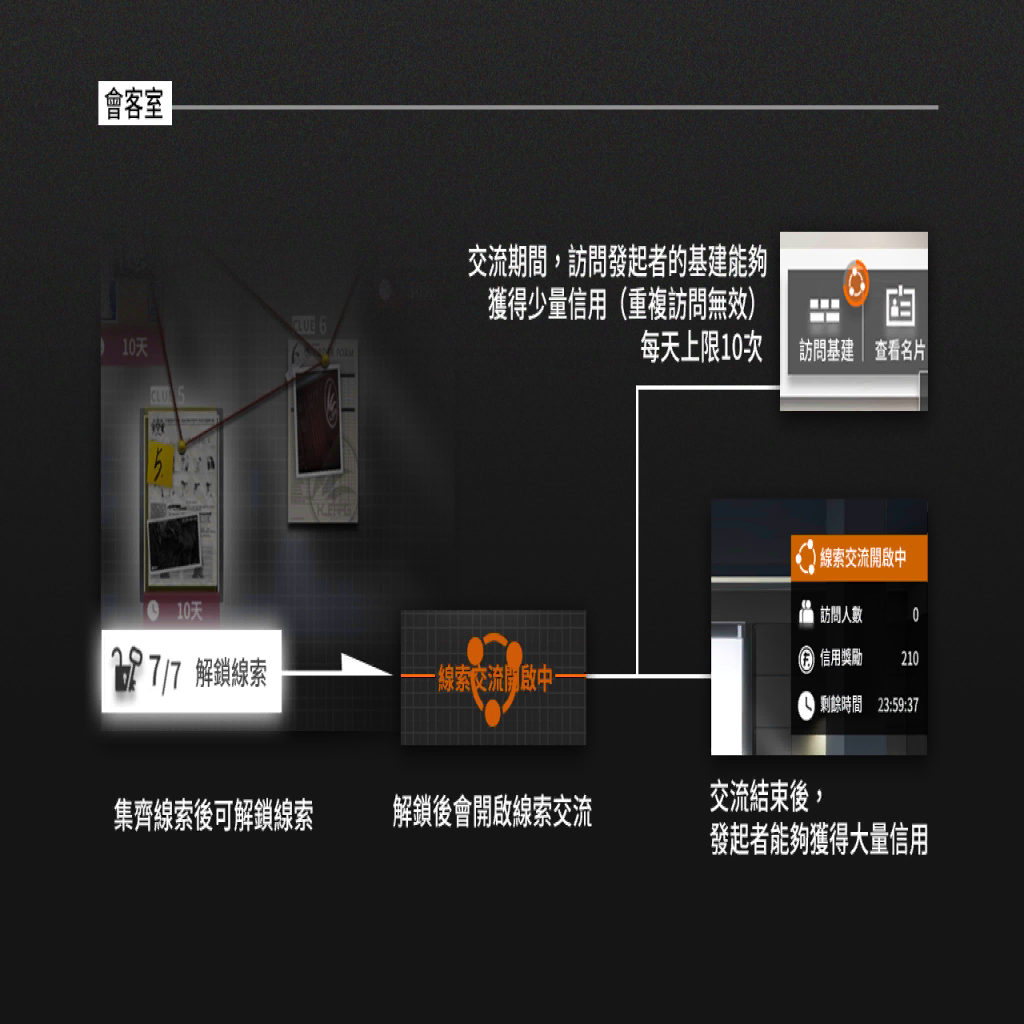 會客室
交流期間，訪問發起者的基建能夠
獲得少量信用（重複訪問無效）
每天上限10次
訪問基建
查看名片
10天
CLUE 6
CLUE 5
5
10天
7/7 解鎖線索
線索交流開啟中
線索交流開啟中
訪問人數 0
信用獎勵 210
剩餘時間 23:59:37
集齊線索後可解鎖線索
解鎖後會開啟線索交流
交流結束後，
發起者能夠獲得大量信用